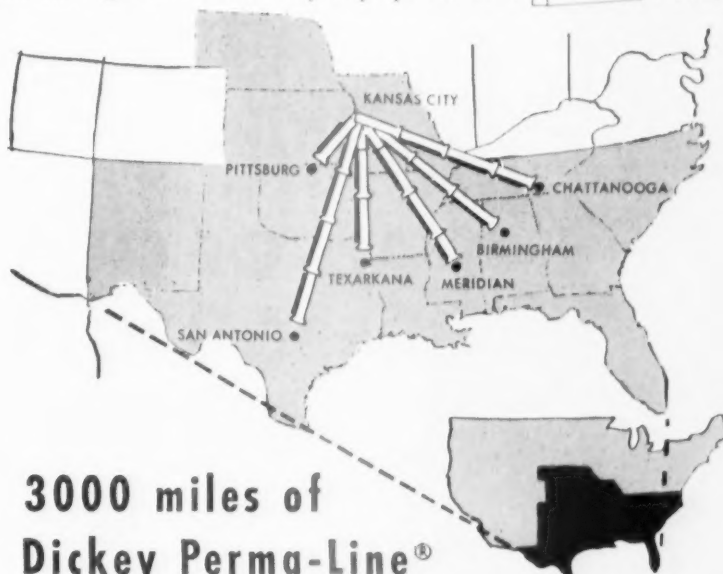 KANSAS CITY
PITTSBURG
CHATTANOOGA
BIRMINGHAM
TEXARKANA
MERIDIAN
SAN ANTONIO
3000 miles of
Dickey Perma-Line®